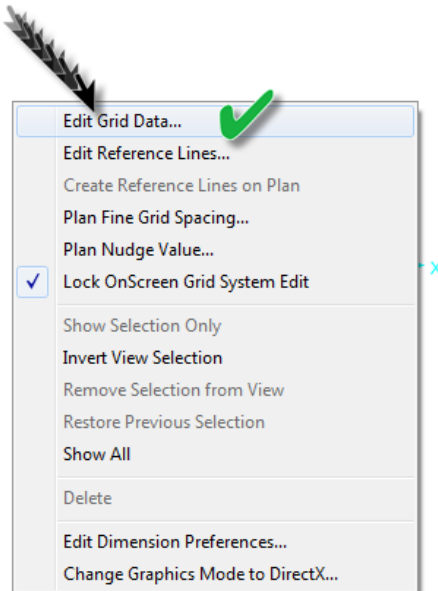 Edit Grid Data...
Edit Reference Lines...
Create Reference Lines on Plan
Plan Fine Grid Spacing...
Plan Nudge Value...
Lock OnScreen Grid System Edit
X
Show Selection Only
Invert View Selection
Remove Selection from View
Restore Previous Selection
Show All
Delete
Edit Dimension Preferences...
Change Graphics Mode to DirectX...